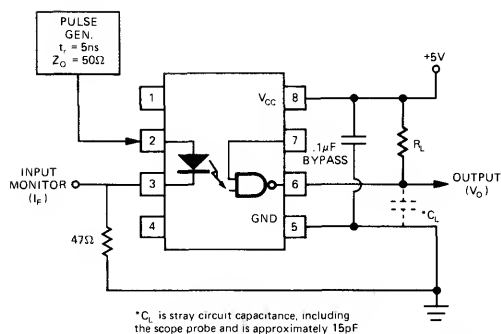 PULSE
GEN.
tr = 5ns
ZO = 50Ω
+5V
1
VCC
8
2
7
.1μF
BYPASS
RL
INPUT
MONITOR
(IF)
3
6
OUTPUT
(VO)
*CL
4
GND
5
47Ω
*CL is stray circuit capacitance, including
the scope probe and is approximately 15pF